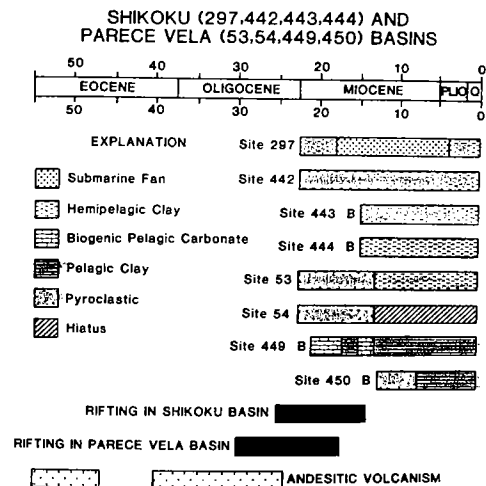 SHIKOKU (297,442,443,444) AND
PARECE VELA (53,54,449,450) BASINS
50 40 30 20 10 0
EOCENE OLIGOCENE MIOCENE PLIO Q
50 40 30 20 10 0
EXPLANATION
Submarine Fan
Hemipelagic Clay
Biogenic Pelagic Carbonate
Pelagic Clay
Pyroclastic
Hiatus
Site 297
Site 442
Site 443 B
Site 444 B
Site 53
Site 54
Site 449 B
Site 450 B
RIFTING IN SHIKOKU BASIN
RIFTING IN PARECE VELA BASIN
ANDESITIC VOLCANISM